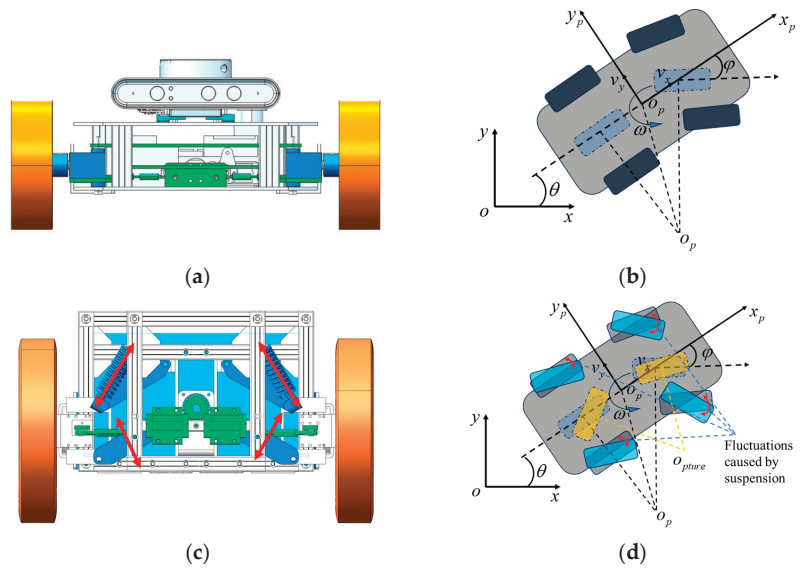 (a)
y_p
x_p
v_y
v_x
φ
o_p
ω
y
θ
o
x
o_p
(b)
(c)
y_p
x_p
v_y
v_x
φ
o_p
ω
y
θ
o
x
o_pture
o_p
Fluctuations
caused by
suspension
(d)